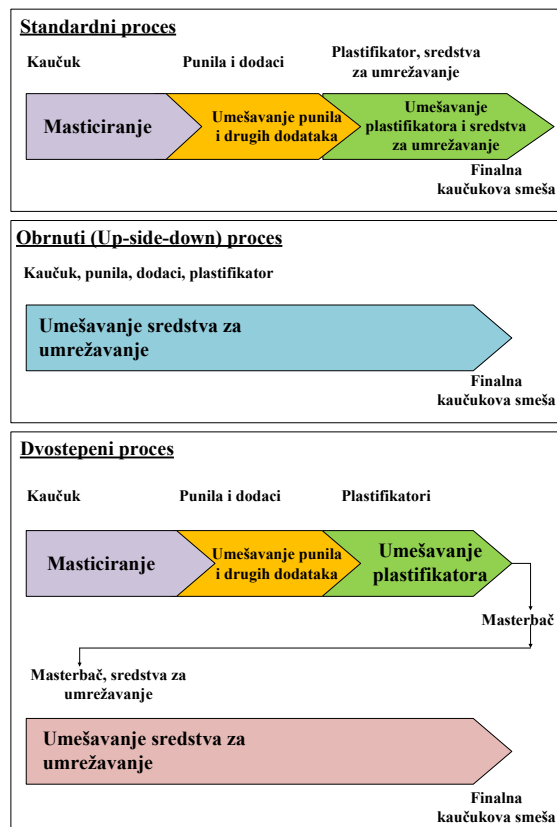 Standardni proces
Kaučuk
Punila i dodaci
Plastifikator, sredstva
za umrežavanje
Masticiranje
Umešavanje punila
i drugih dodataka
Umešavanje
plastifikatora i sredstva
za umrežavanje
Finalna
kaučukova smeša
Obrnuti (Up-side-down) proces
Kaučuk, punila, dodaci, plastifikator
Umešavanje sredstva za
umrežavanje
Finalna
kaučukova smeša
Dvostepeni proces
Kaučuk
Punila i dodaci
Plastifikatori
Masticiranje
Umešavanje punila
i drugih dodataka
Umešavanje
plastifikatora
Masterbač
Masterbač, sredstva za
umrežavanje
Umešavanje sredstva za
umrežavanje
Finalna
kaučukova smeša